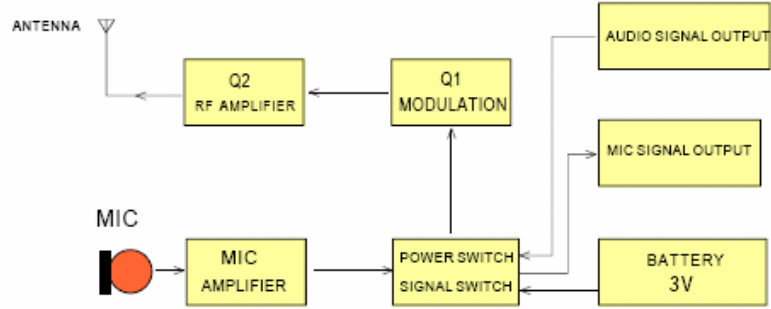 ANTENNA
AUDIO SIGNAL OUTPUT
Q2
RF AMPLIFIER
Q1
MODULATION
MIC SIGNAL OUTPUT
MIC
MIC
AMPLIFIER
POWER SWITCH
SIGNAL SWITCH
BATTERY
3V